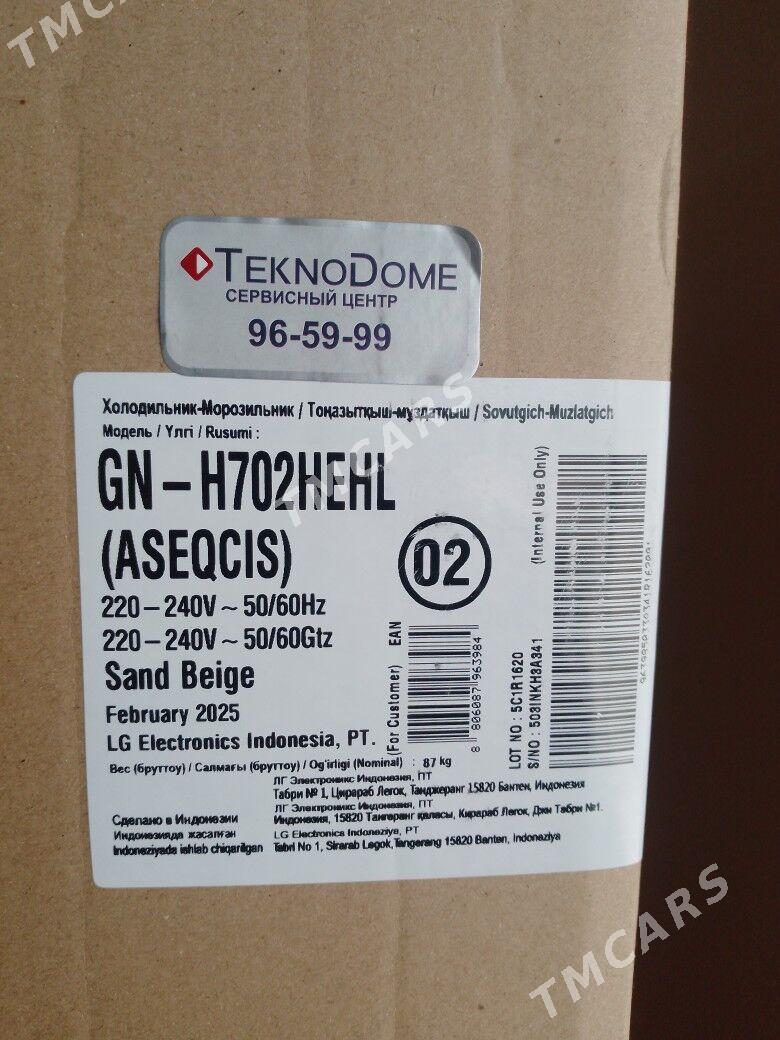 TMCARS
TEKNODOME
СЕРВИСНЫЙ ЦЕНТР
96-59-99
Холодильник-Морозильник / Тоңазытқыш-мұздатқыш / Sovutgich-Muzlatgich
Модель / Үлгі / Rusumi :
GN-H702HEHL
(ASEQCIS)
02
220-240V ~ 50/60Hz
220-240V ~ 50/60Gtz
Sand Beige
February 2025
LG Electronics Indonesia, PT.
(For Customer) EAN
8 806087 963984
(Internal Use Only)
LOT NO : 5C1R1620
S/NO : 503INKH3A341
Вес (брутто) / Салмағы (брутто) / Og'irligi (Nominal) : 87 kg
ЛГ Электроникс Индонезия, ПТ
Табри № 1, Цирараб Легок, Танджеранг 15820 Бантен, Индонезия
ЛГ Электроникс Индонезия, ПТ
Индонезия, 15820 Тангеранг қаласы, Кирараб Легок, Джи Табри №1.
Сделано в Индонезии
Индонезияда жасалған
Indoneziyada ishlab chiqarilgan
LG Electronics Indoneziya, PT
Tabri No 1, Sirarab Legok, Tangerang 15820 Banten, Indoneziya
TMCARS
TMCARS